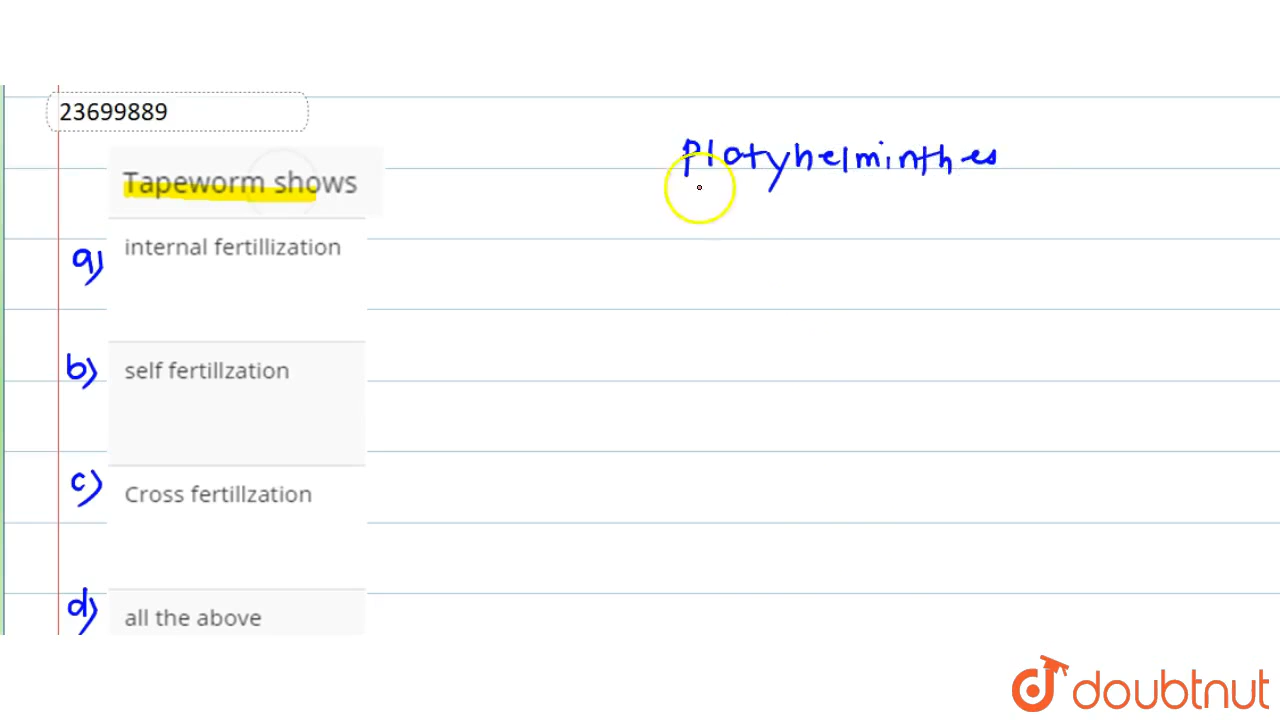 23699889
Platyhelminthes
Tapeworm shows
a) internal fertillization
b) self fertillzation
c) Cross fertillzation
d) all the above
doubtnut